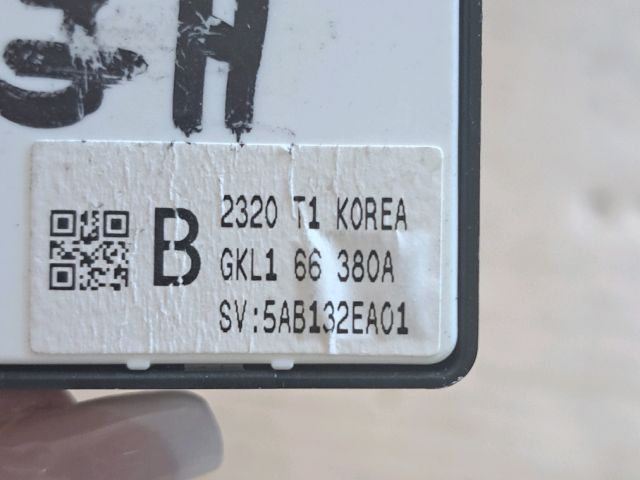 B
2320 T1 KOREA
GKL1 66 380A
SV:5AB132EA01